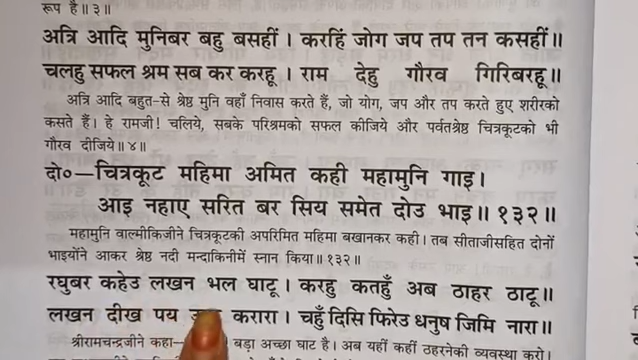 रूप है॥३॥
अत्रि आदि मुनिबर बहु बसहीं। करहिं जोग जप तप तन कसहीं॥
चलहु सफल श्रम सब कर करहू। राम देहु गौरव गिरिबरहू॥
अत्रि आदि बहुत-से श्रेष्ठ मुनि वहाँ निवास करते हैं, जो योग, जप और तप करते हुए शरीरको
कसते हैं। हे रामजी! चलिये, सबके परिश्रमको सफल कीजिये और पर्वतश्रेष्ठ चित्रकूटको भी
गौरव दीजिये॥४॥
दो०—चित्रकूट महिमा अमित कही महामुनि गाइ।
आइ नहाए सरित बर सिय समेत दोउ भाइ॥१३२॥
महामुनि वाल्मीकिजीने चित्रकूटकी अपरिमित महिमा बखानकर कही। तब सीताजीसहित दोनों
भाइयोंने आकर श्रेष्ठ नदी मन्दाकिनीमें स्नान किया॥१३२॥
रघुबर कहेउ लखन भल घाटू। करहु कतहुँ अब ठाहर ठाटू॥
लखन दीख पय करारा। चहुँ दिसि फिरेउ धनुष जिमि नारा॥
श्रीरामचन्द्रजीने कहा— बड़ा अच्छा घाट है। अब यहीं कहीं ठहरनेकी व्यवस्था करो।